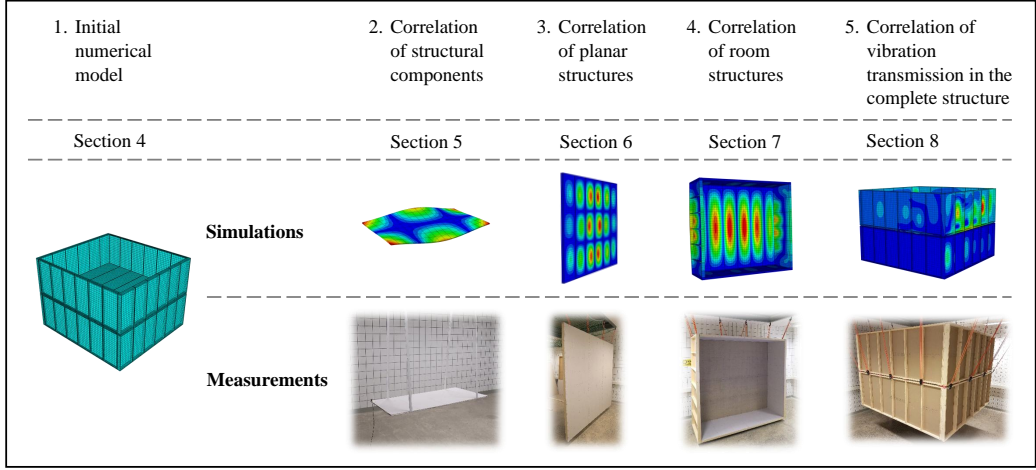 1. Initial
numerical
model
2. Correlation
of structural
components
3. Correlation
of planar
structures
4. Correlation
of room
structures
5. Correlation of
vibration
transmission in the
complete structure
Section 4
Section 5
Section 6
Section 7
Section 8
Simulations
Measurements